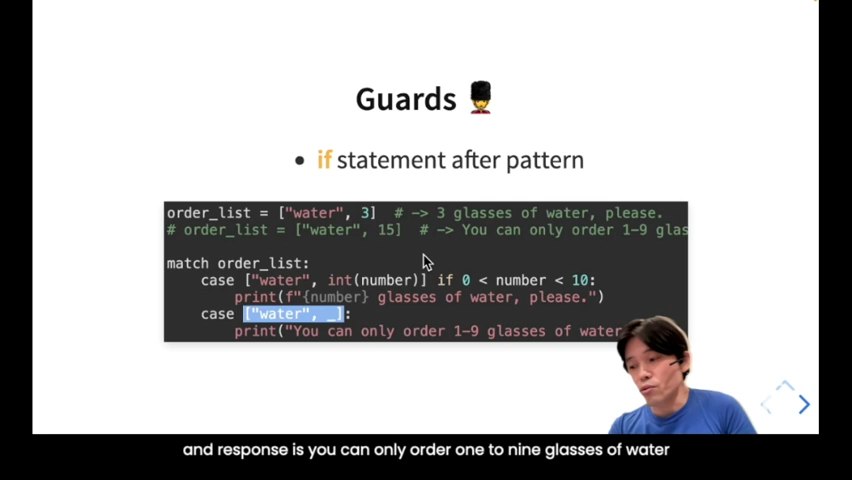 Guards
• if statement after pattern
order_list = ["water", 3]  # -> 3 glasses of water, please.
# order_list = ["water", 15]  # -> You can only order 1-9 glas
match order_list:
    case ["water", int(number)] if 0 < number < 10:
        print(f"{number} glasses of water, please.")
    case ["water", _]:
        print("You can only order 1-9 glasses of water
and response is you can only order one to nine glasses of water